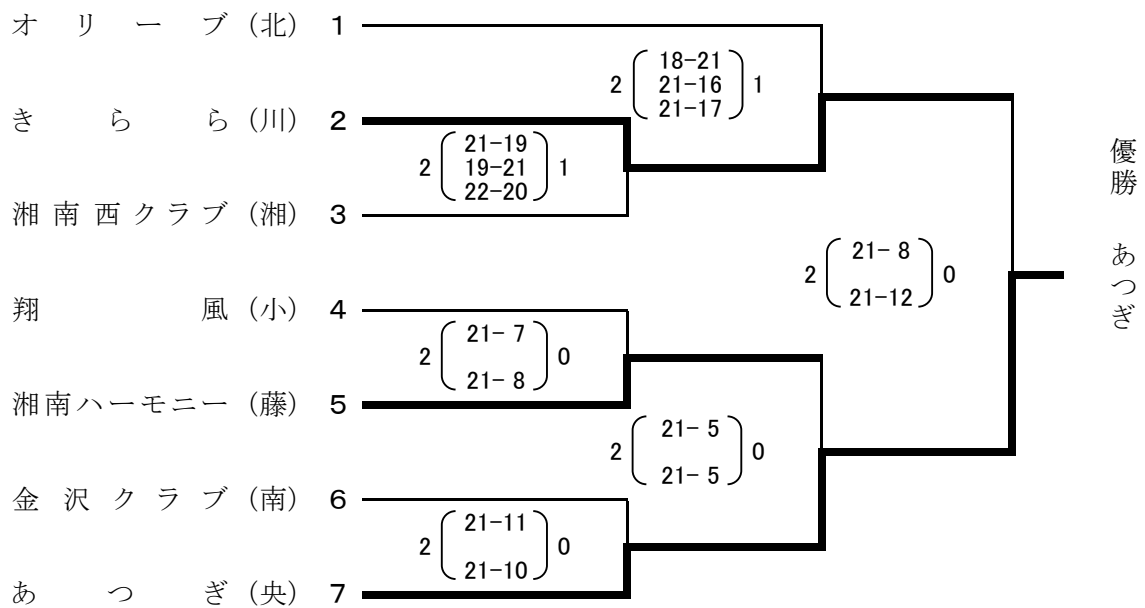 オリーブ（北） 1
2 18-21 1
21-16
21-17
きらら（川） 2
2 21-19 1
19-21
22-20
湘南西クラブ（湘） 3
2 21- 8 0
21-12
優勝 あつぎ
翔風（小） 4
2 21- 7 0
21- 8
湘南ハーモニー（藤） 5
2 21- 5 0
21- 5
金沢クラブ（南） 6
2 21-11 0
21-10
あつぎ（央） 7